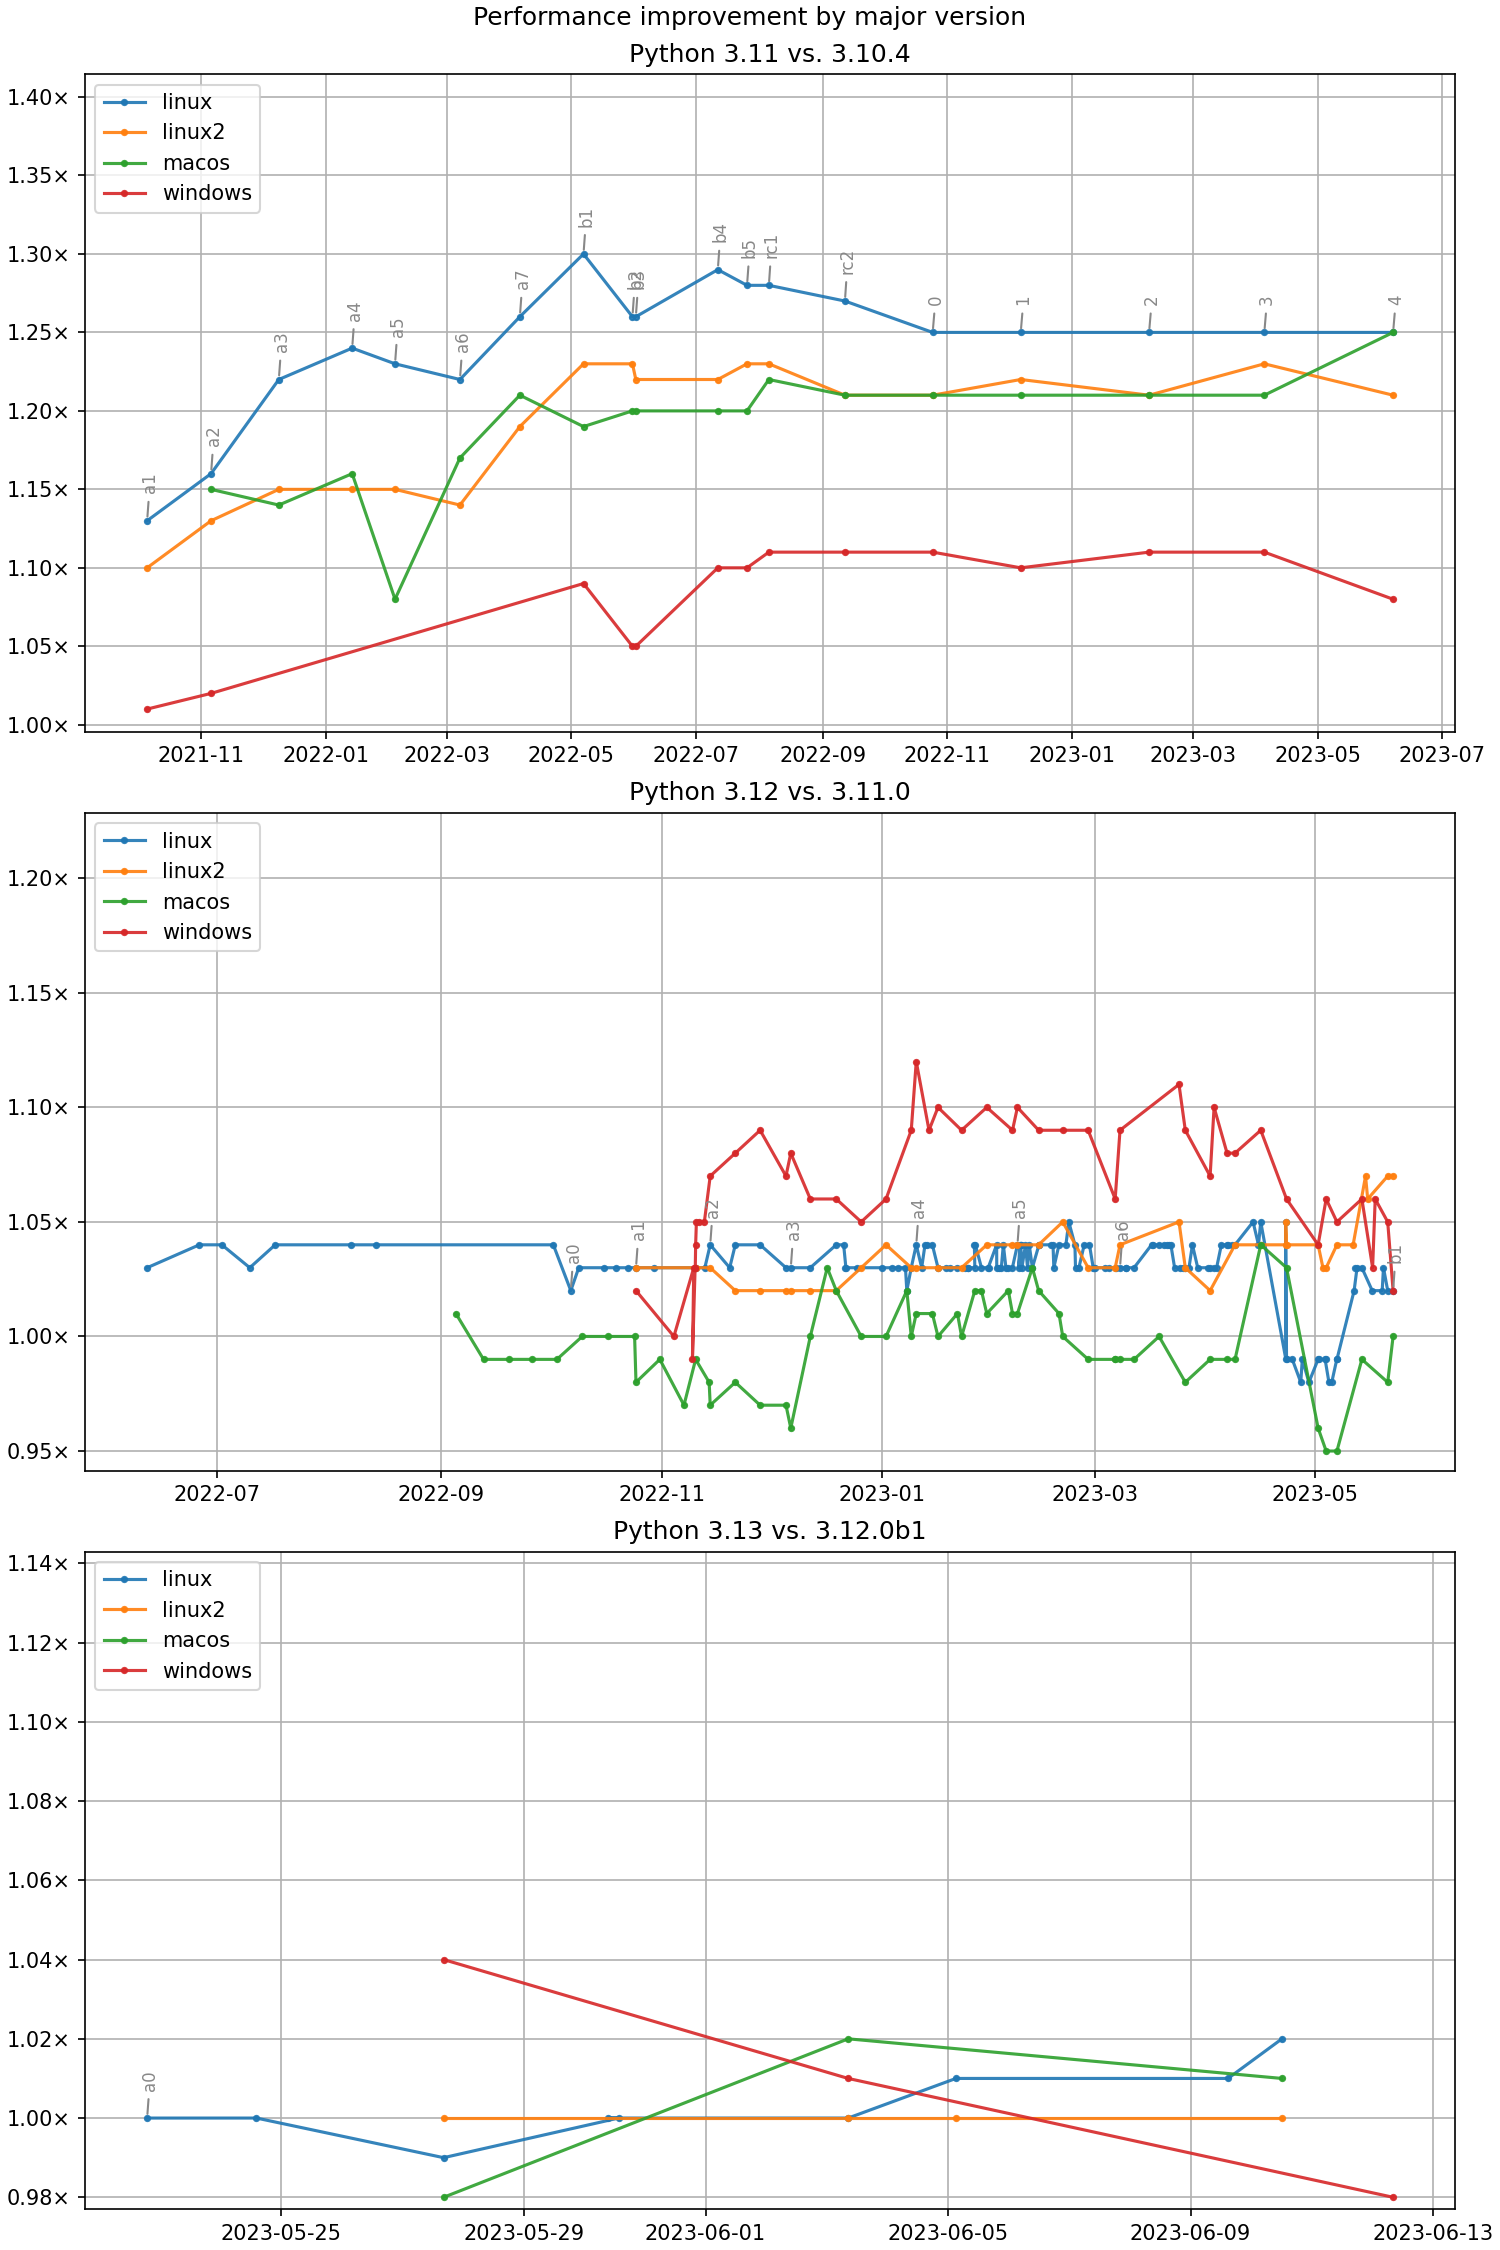 Performance improvement by major version
Python 3.11 vs. 3.10.4
1.40×
1.35×
1.30×
1.25×
1.20×
1.15×
1.10×
1.05×
1.00×
linux
linux2
macos
windows
a1
a2
a3
a4
a5
a6
a7
b1
b4
b5
rc1
rc2
0
1
2
3
4
2021-11
2022-01
2022-03
2022-05
2022-07
2022-09
2022-11
2023-01
2023-03
2023-05
2023-07
Python 3.12 vs. 3.11.0
1.20×
1.15×
1.10×
1.05×
1.00×
0.95×
linux
linux2
macos
windows
a0
a1
a2
a3
a4
a5
a6
b1
2022-07
2022-09
2022-11
2023-01
2023-03
2023-05
Python 3.13 vs. 3.12.0b1
1.14×
1.12×
1.10×
1.08×
1.06×
1.04×
1.02×
1.00×
0.98×
linux
linux2
macos
windows
a0
2023-05-25
2023-05-29
2023-06-01
2023-06-05
2023-06-09
2023-06-13